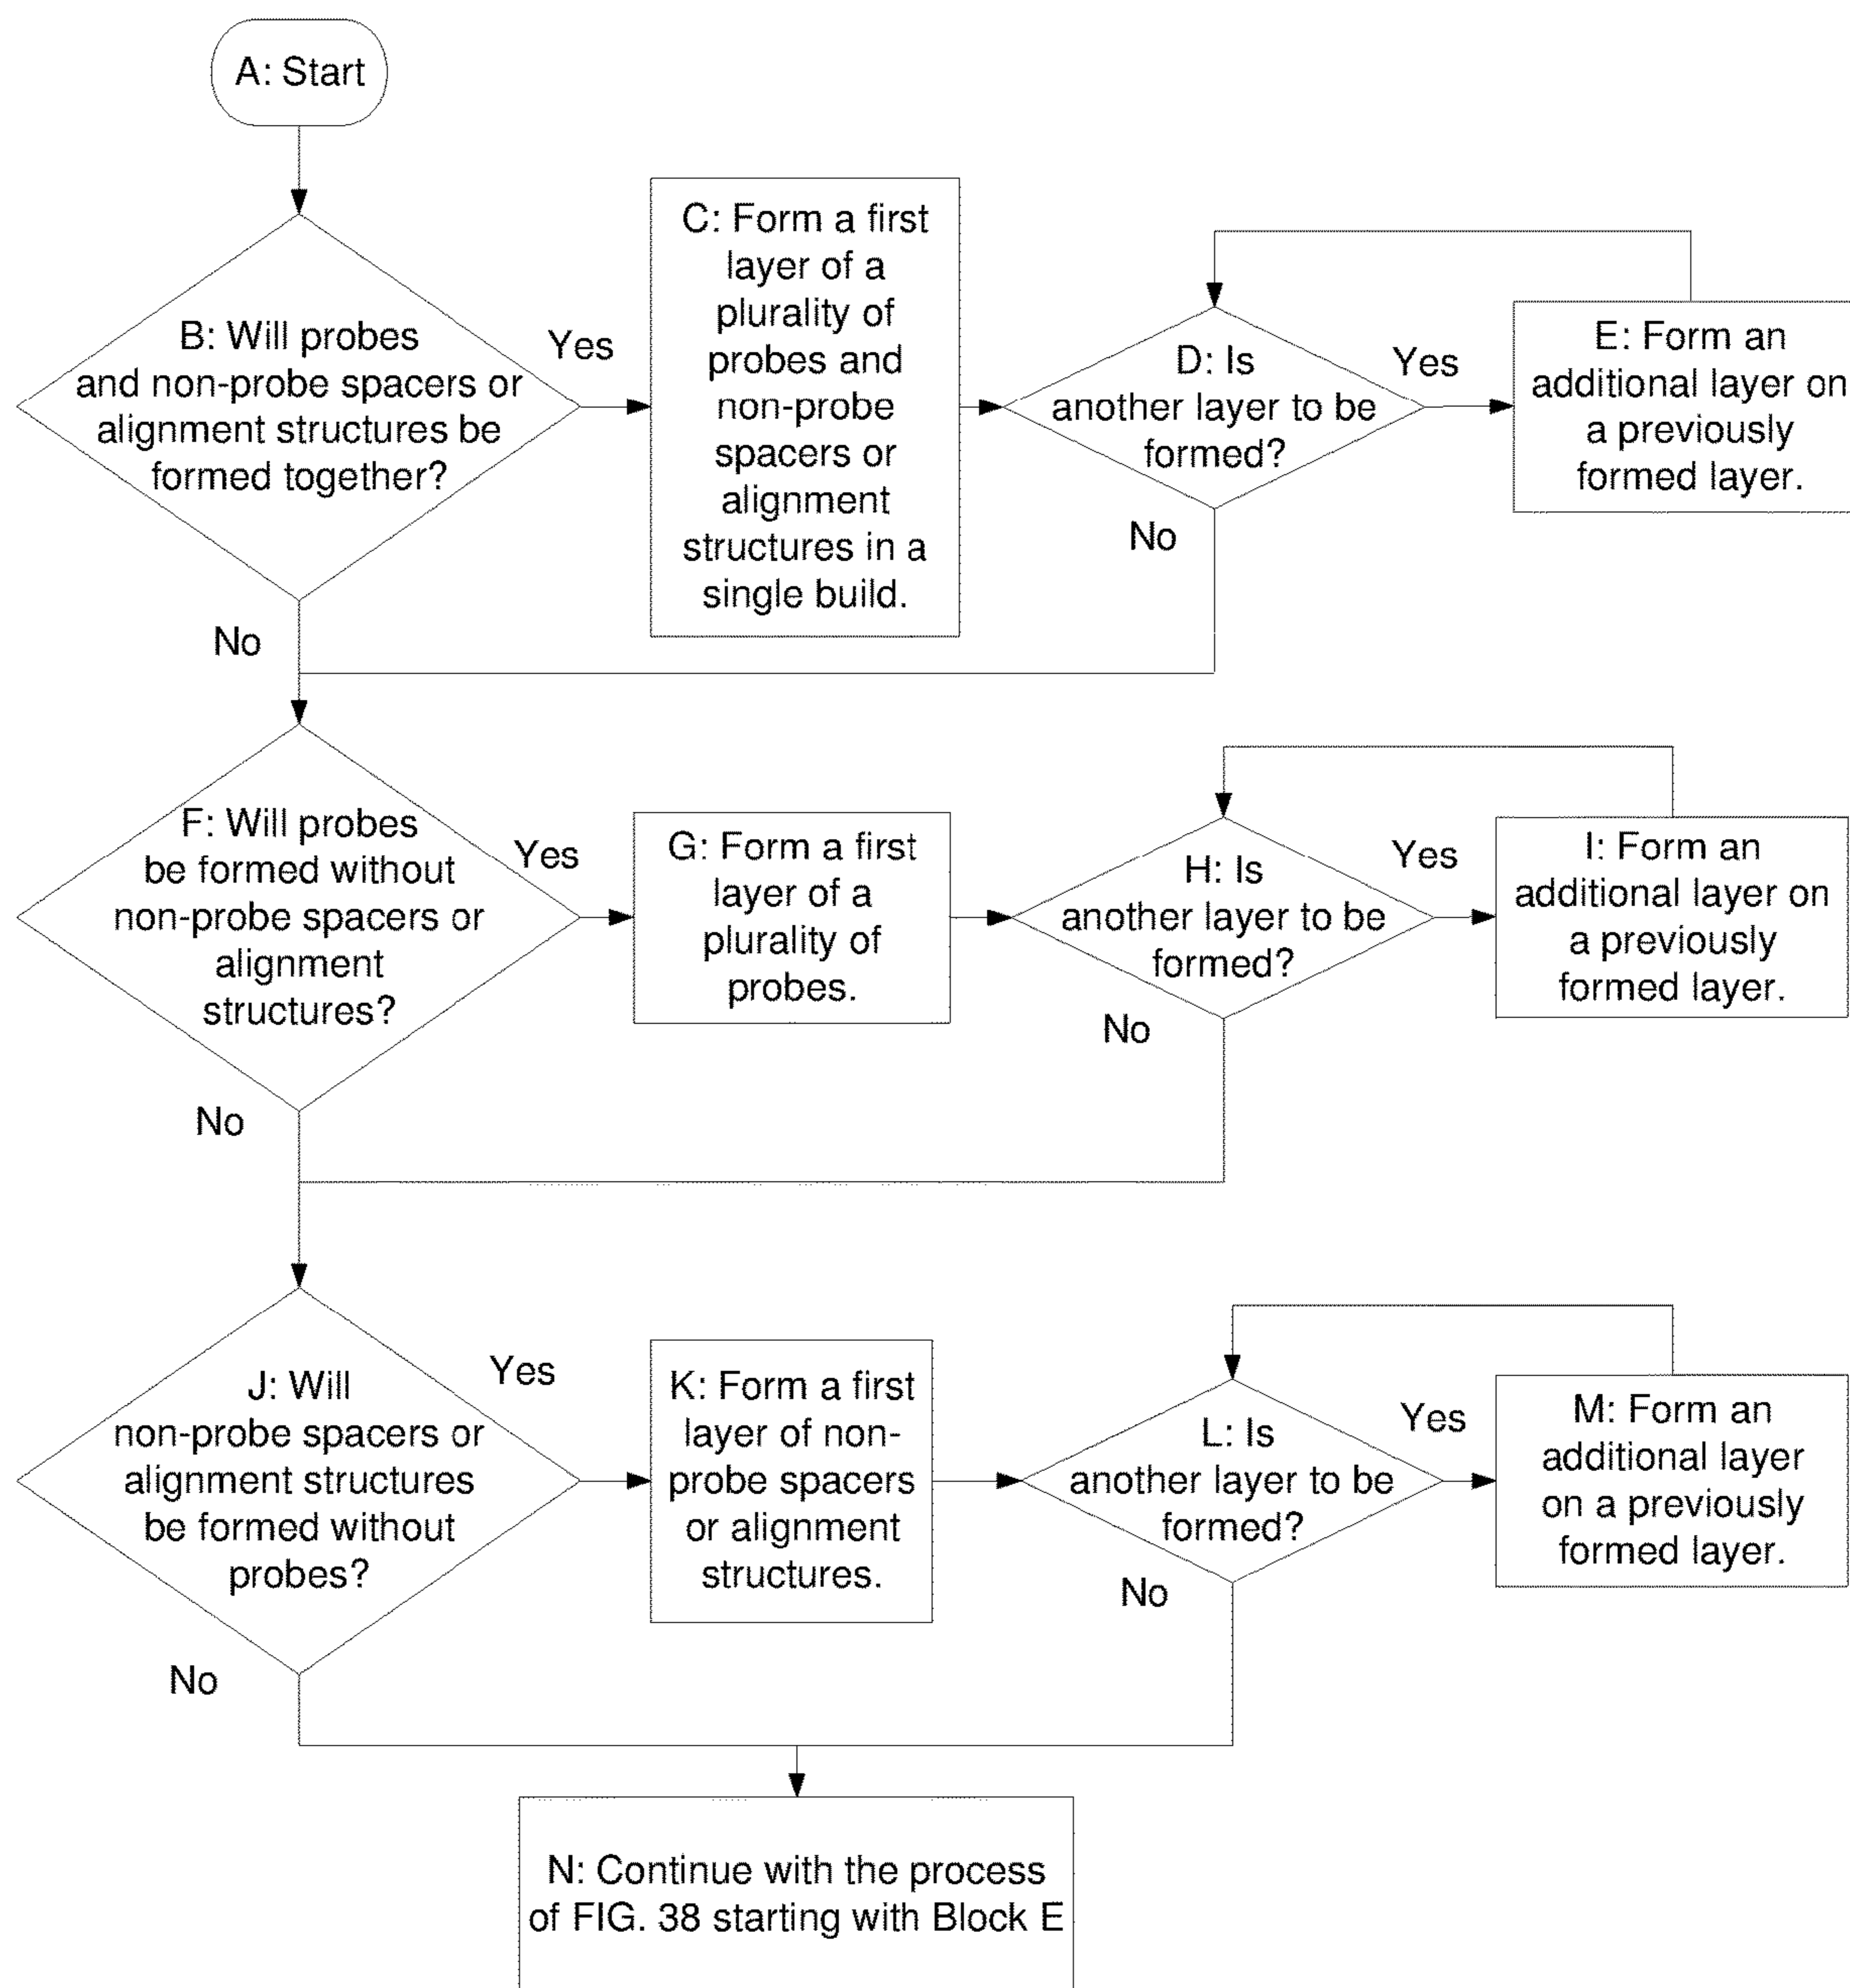 A: Start
B: Will probes
and non-probe spacers or
alignment structures be
formed together?
Yes
No
C: Form a first
layer of a
plurality of
probes and
non-probe
spacers or
alignment
structures in a
single build.
D: Is
another layer to be
formed?
Yes
No
E: Form an
additional layer on
a previously
formed layer.
F: Will probes
be formed without
non-probe spacers or
alignment
structures?
Yes
No
G: Form a first
layer of a
plurality of
probes.
H: Is
another layer to be
formed?
Yes
No
I: Form an
additional layer on
a previously
formed layer.
J: Will
non-probe spacers or
alignment structures
be formed without
probes?
Yes
No
K: Form a first
layer of non-
probe spacers
or alignment
structures.
L: Is
another layer to be
formed?
Yes
No
M: Form an
additional layer
on a previously
formed layer.
N: Continue with the process
of FIG. 38 starting with Block E